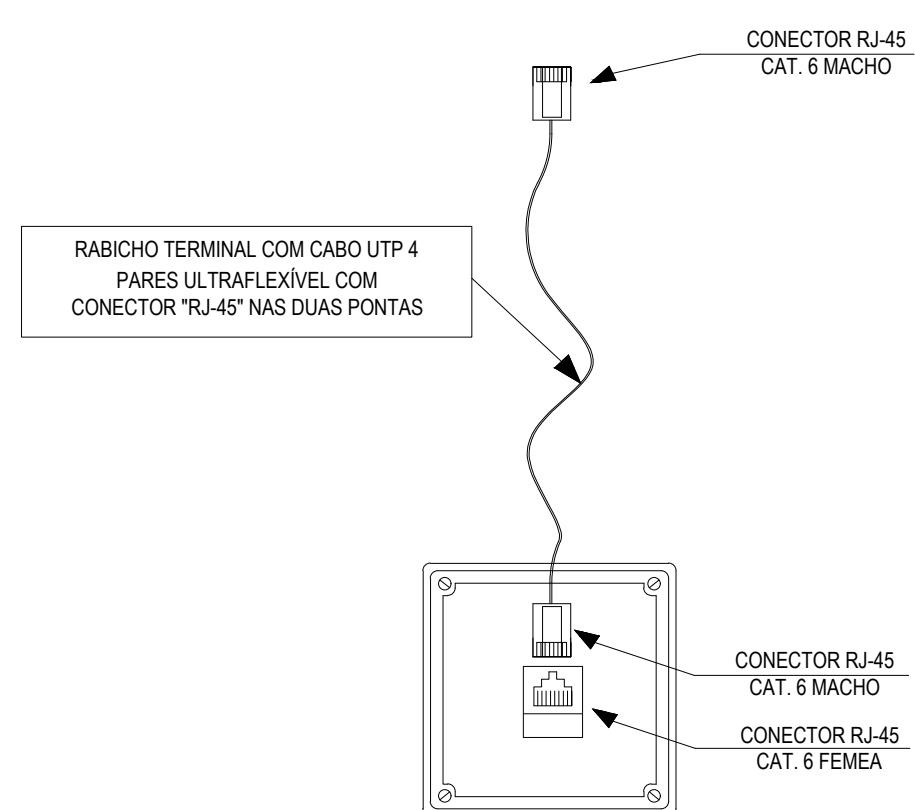 CONECTOR RJ-45
CAT. 6 MACHO
RABICHO TERMINAL COM CABO UTP 4
PARES ULTRAFLEXÍVEL COM
CONECTOR "RJ-45" NAS DUAS PONTAS
CONECTOR RJ-45
CAT. 6 MACHO
CONECTOR RJ-45
CAT. 6 FEMEA